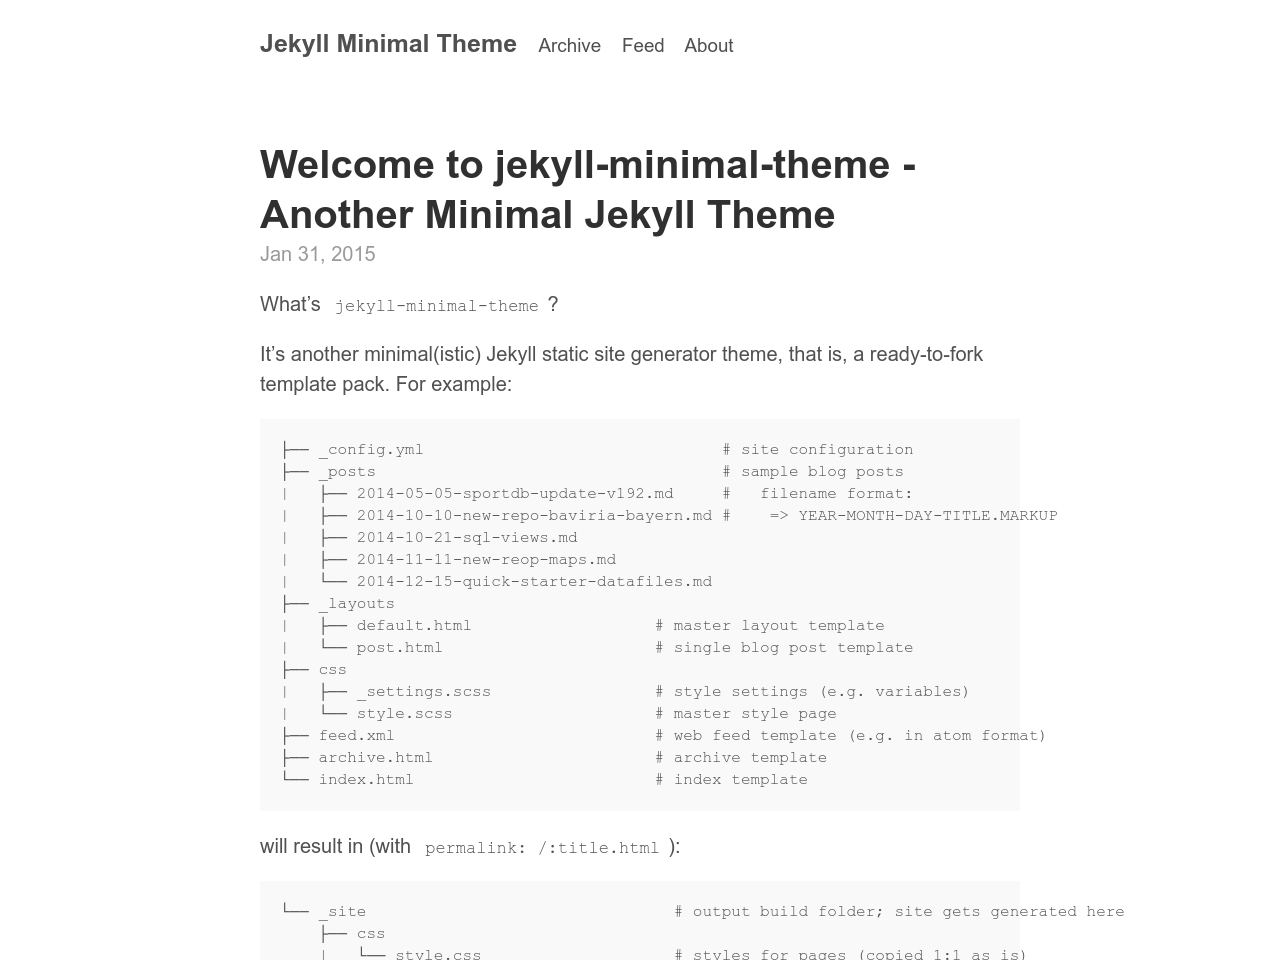 Jekyll Minimal Theme Archive Feed About
Welcome to jekyll-minimal-theme -
Another Minimal Jekyll Theme
Jan 31, 2015
What’s jekyll-minimal-theme ?
It’s another minimal(istic) Jekyll static site generator theme, that is, a ready-to-fork
template pack. For example:
├── _config.yml                               # site configuration
├── _posts                                    # sample blog posts
|   ├── 2014-05-05-sportdb-update-v192.md     #   filename format:
|   ├── 2014-10-10-new-repo-baviria-bayern.md #    => YEAR-MONTH-DAY-TITLE.MARKUP
|   ├── 2014-10-21-sql-views.md
|   ├── 2014-11-11-new-reop-maps.md
|   └── 2014-12-15-quick-starter-datafiles.md
├── _layouts
|   ├── default.html                   # master layout template
|   └── post.html                      # single blog post template
├── css
|   ├── _settings.scss                 # style settings (e.g. variables)
|   └── style.scss                     # master style page
├── feed.xml                           # web feed template (e.g. in atom format)
├── archive.html                       # archive template
└── index.html                         # index template
will result in (with permalink: /:title.html ):
└── _site                                # output build folder; site gets generated here
    ├── css
    |   └── style.css                    # styles for pages (copied 1:1 as is)